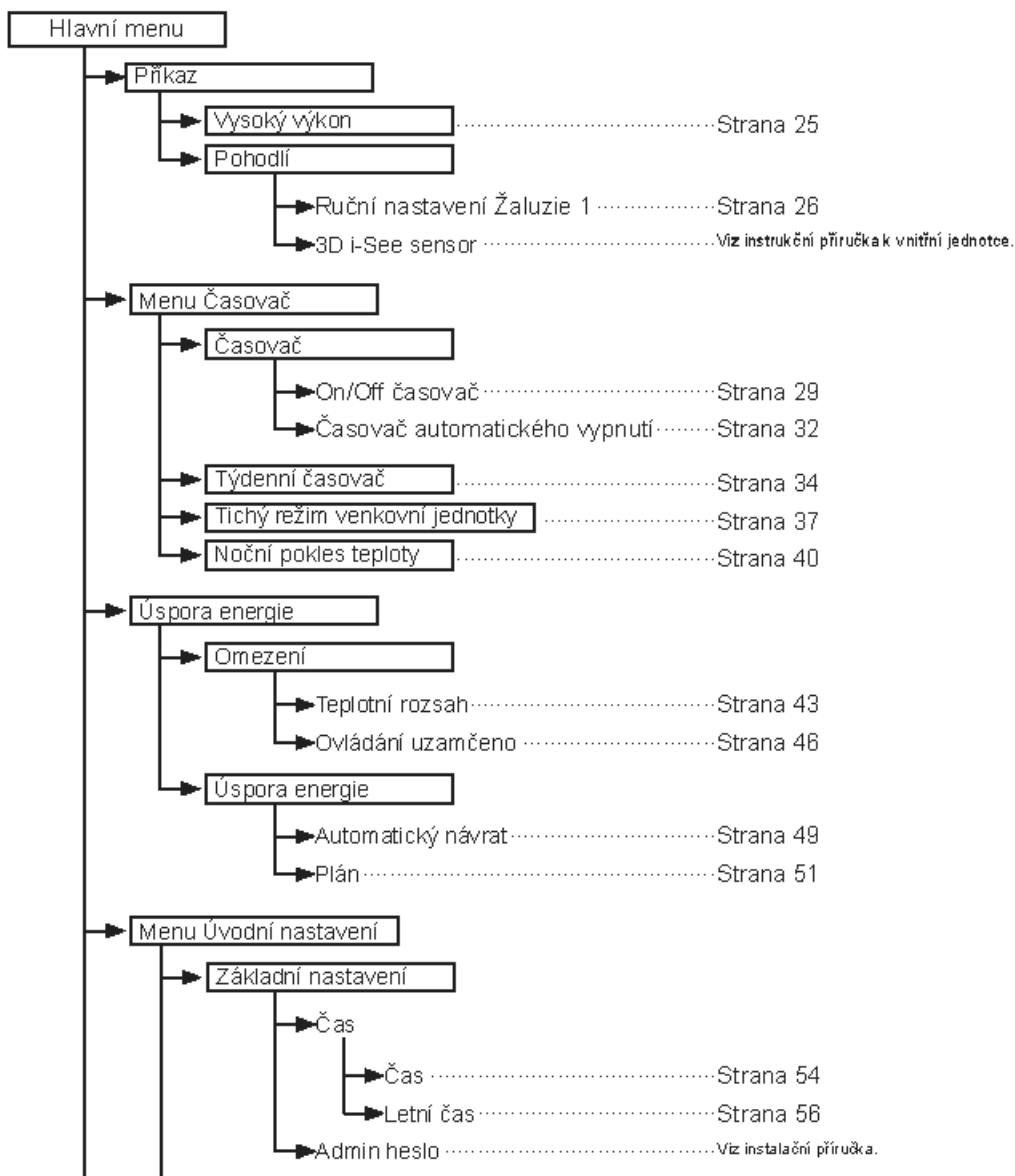 Hlavní menu
Příkaz
Vysoký výkon Strana 25
Pohodlí
Ruční nastavení Žaluzie 1 Strana 26
3D i-See sensor Viz instrukční příručka k vnitřní jednotce.
Menu Časovač
Časovač
On/Off časovač Strana 29
Časovač automatického vypnutí Strana 32
Týdenní časovač Strana 34
Tichý režim venkovní jednotky Strana 37
Noční pokles teploty Strana 40
Úspora energie
Omezení
Teplotní rozsah Strana 43
Ovládání uzamčeno Strana 46
Úspora energie
Automatický návrat Strana 49
Plán Strana 51
Menu Úvodní nastavení
Základní nastavení
Čas
Čas Strana 54
Letní čas Strana 56
Admin heslo Viz instalační příručka.